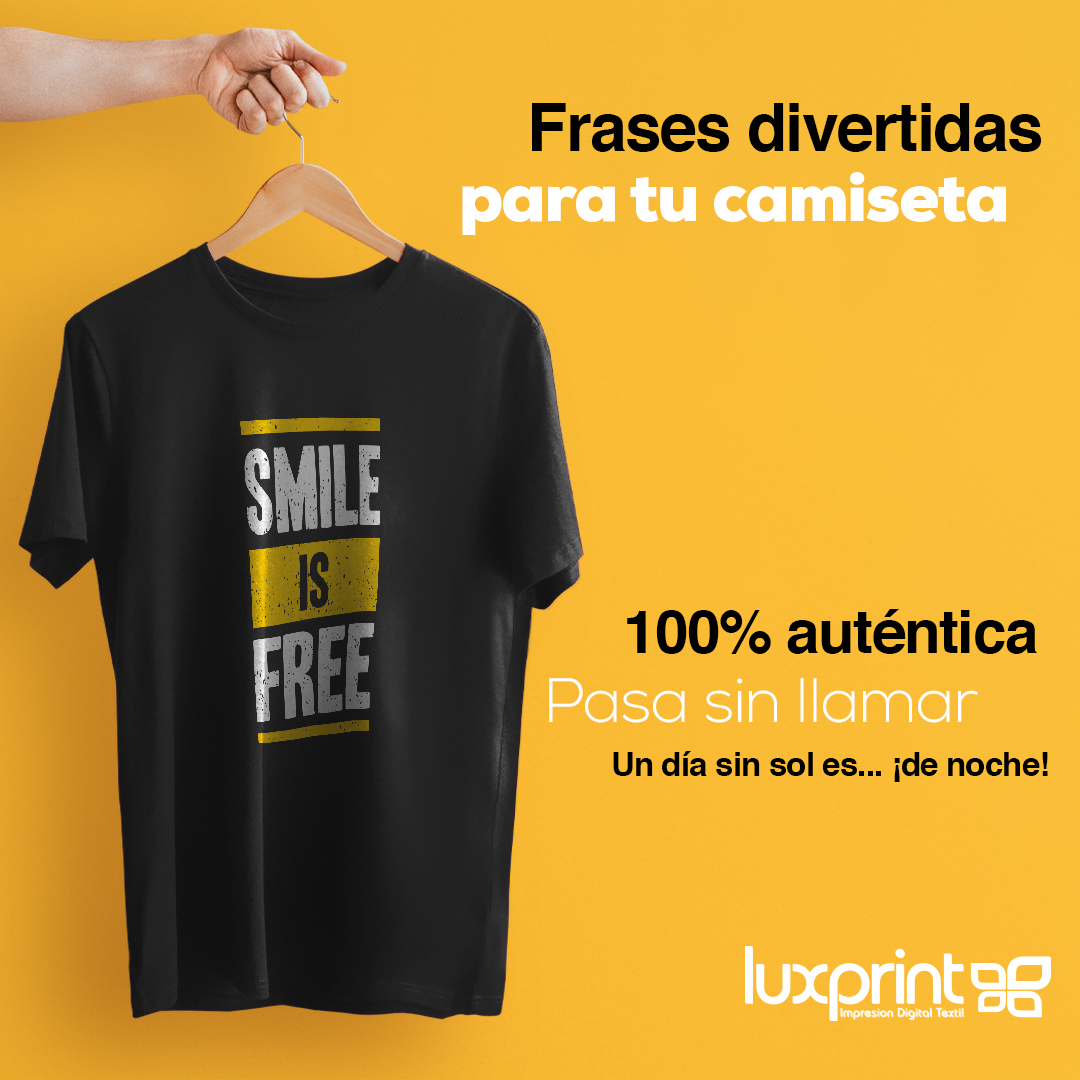 Frases divertidas
para tu camiseta
SMILE
IS
FREE
100% auténtica
Pasa sin llamar
Un día sin sol es... ¡de noche!
luxprint
Impresion Digital Textil